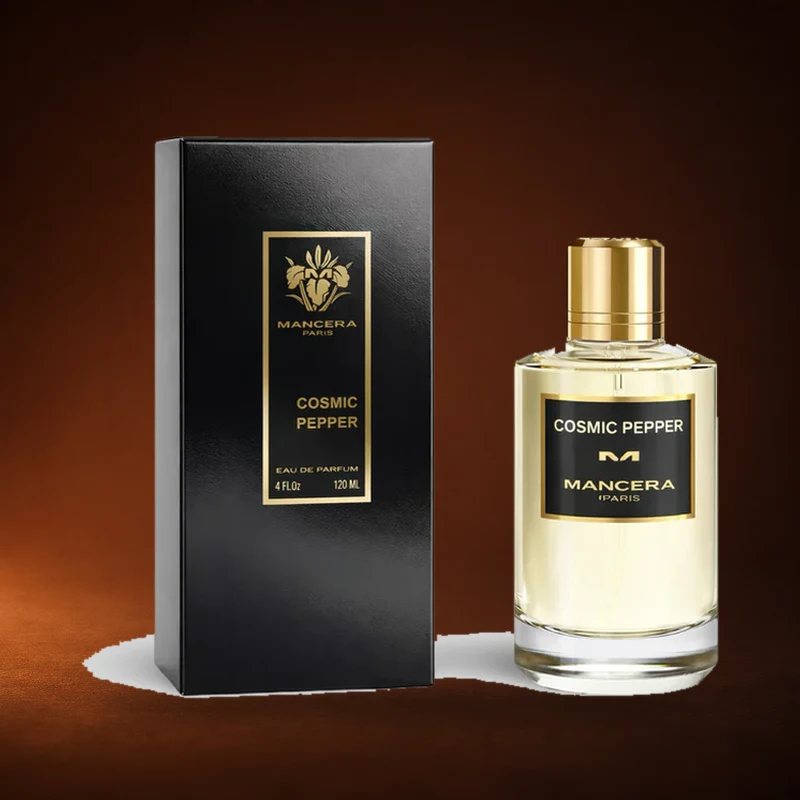 MANCERA
PARIS
COSMIC
PEPPER
EAU DE PARFUM
4 FL.Oz 120 ML
COSMIC PEPPER
MANCERA
PARIS